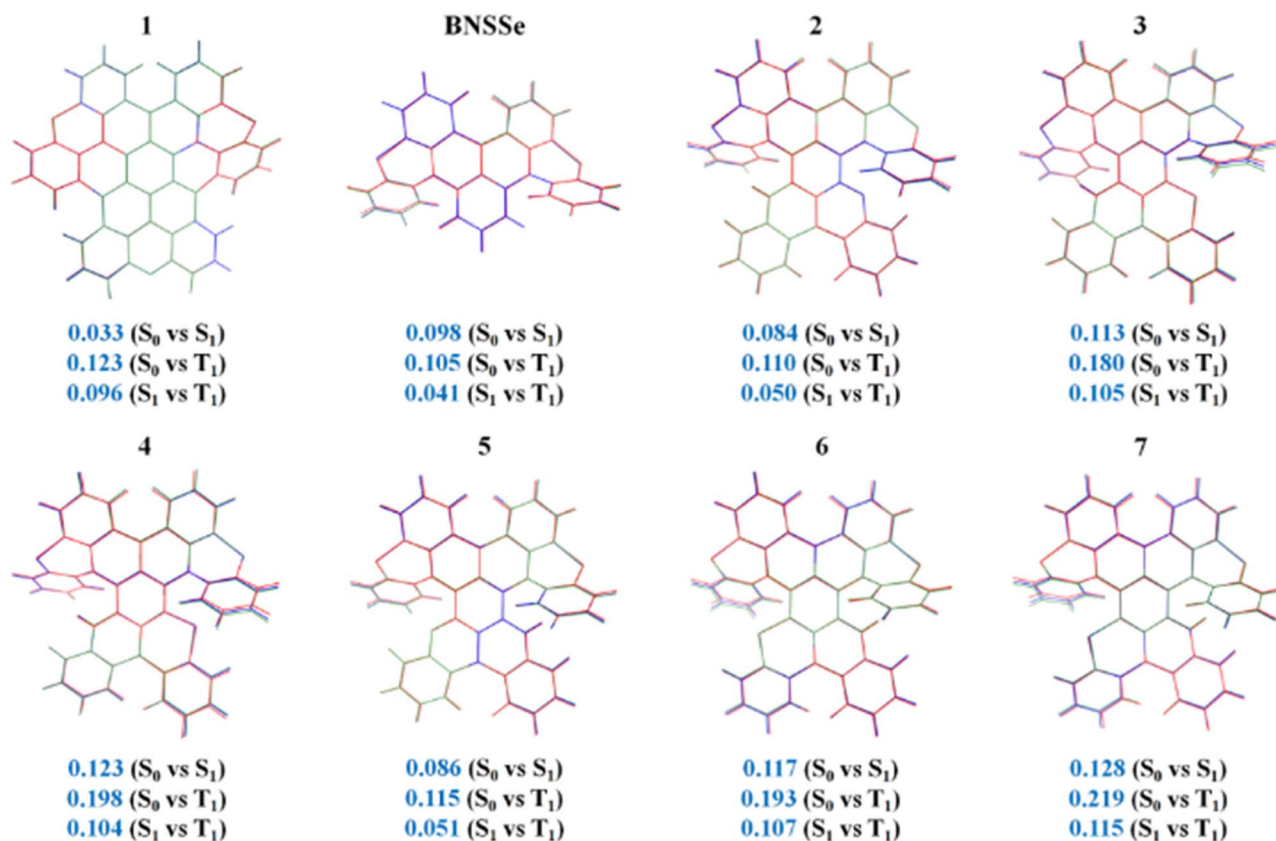 1 BNSSe 2 3
0.033 (S₀ vs S₁) 0.098 (S₀ vs S₁) 0.084 (S₀ vs S₁) 0.113 (S₀ vs S₁)
0.123 (S₀ vs T₁) 0.105 (S₀ vs T₁) 0.110 (S₀ vs T₁) 0.180 (S₀ vs T₁)
0.096 (S₁ vs T₁) 0.041 (S₁ vs T₁) 0.050 (S₁ vs T₁) 0.105 (S₁ vs T₁)
4 5 6 7
0.123 (S₀ vs S₁) 0.086 (S₀ vs S₁) 0.117 (S₀ vs S₁) 0.128 (S₀ vs S₁)
0.198 (S₀ vs T₁) 0.115 (S₀ vs T₁) 0.193 (S₀ vs T₁) 0.219 (S₀ vs T₁)
0.104 (S₁ vs T₁) 0.051 (S₁ vs T₁) 0.107 (S₁ vs T₁) 0.115 (S₁ vs T₁)